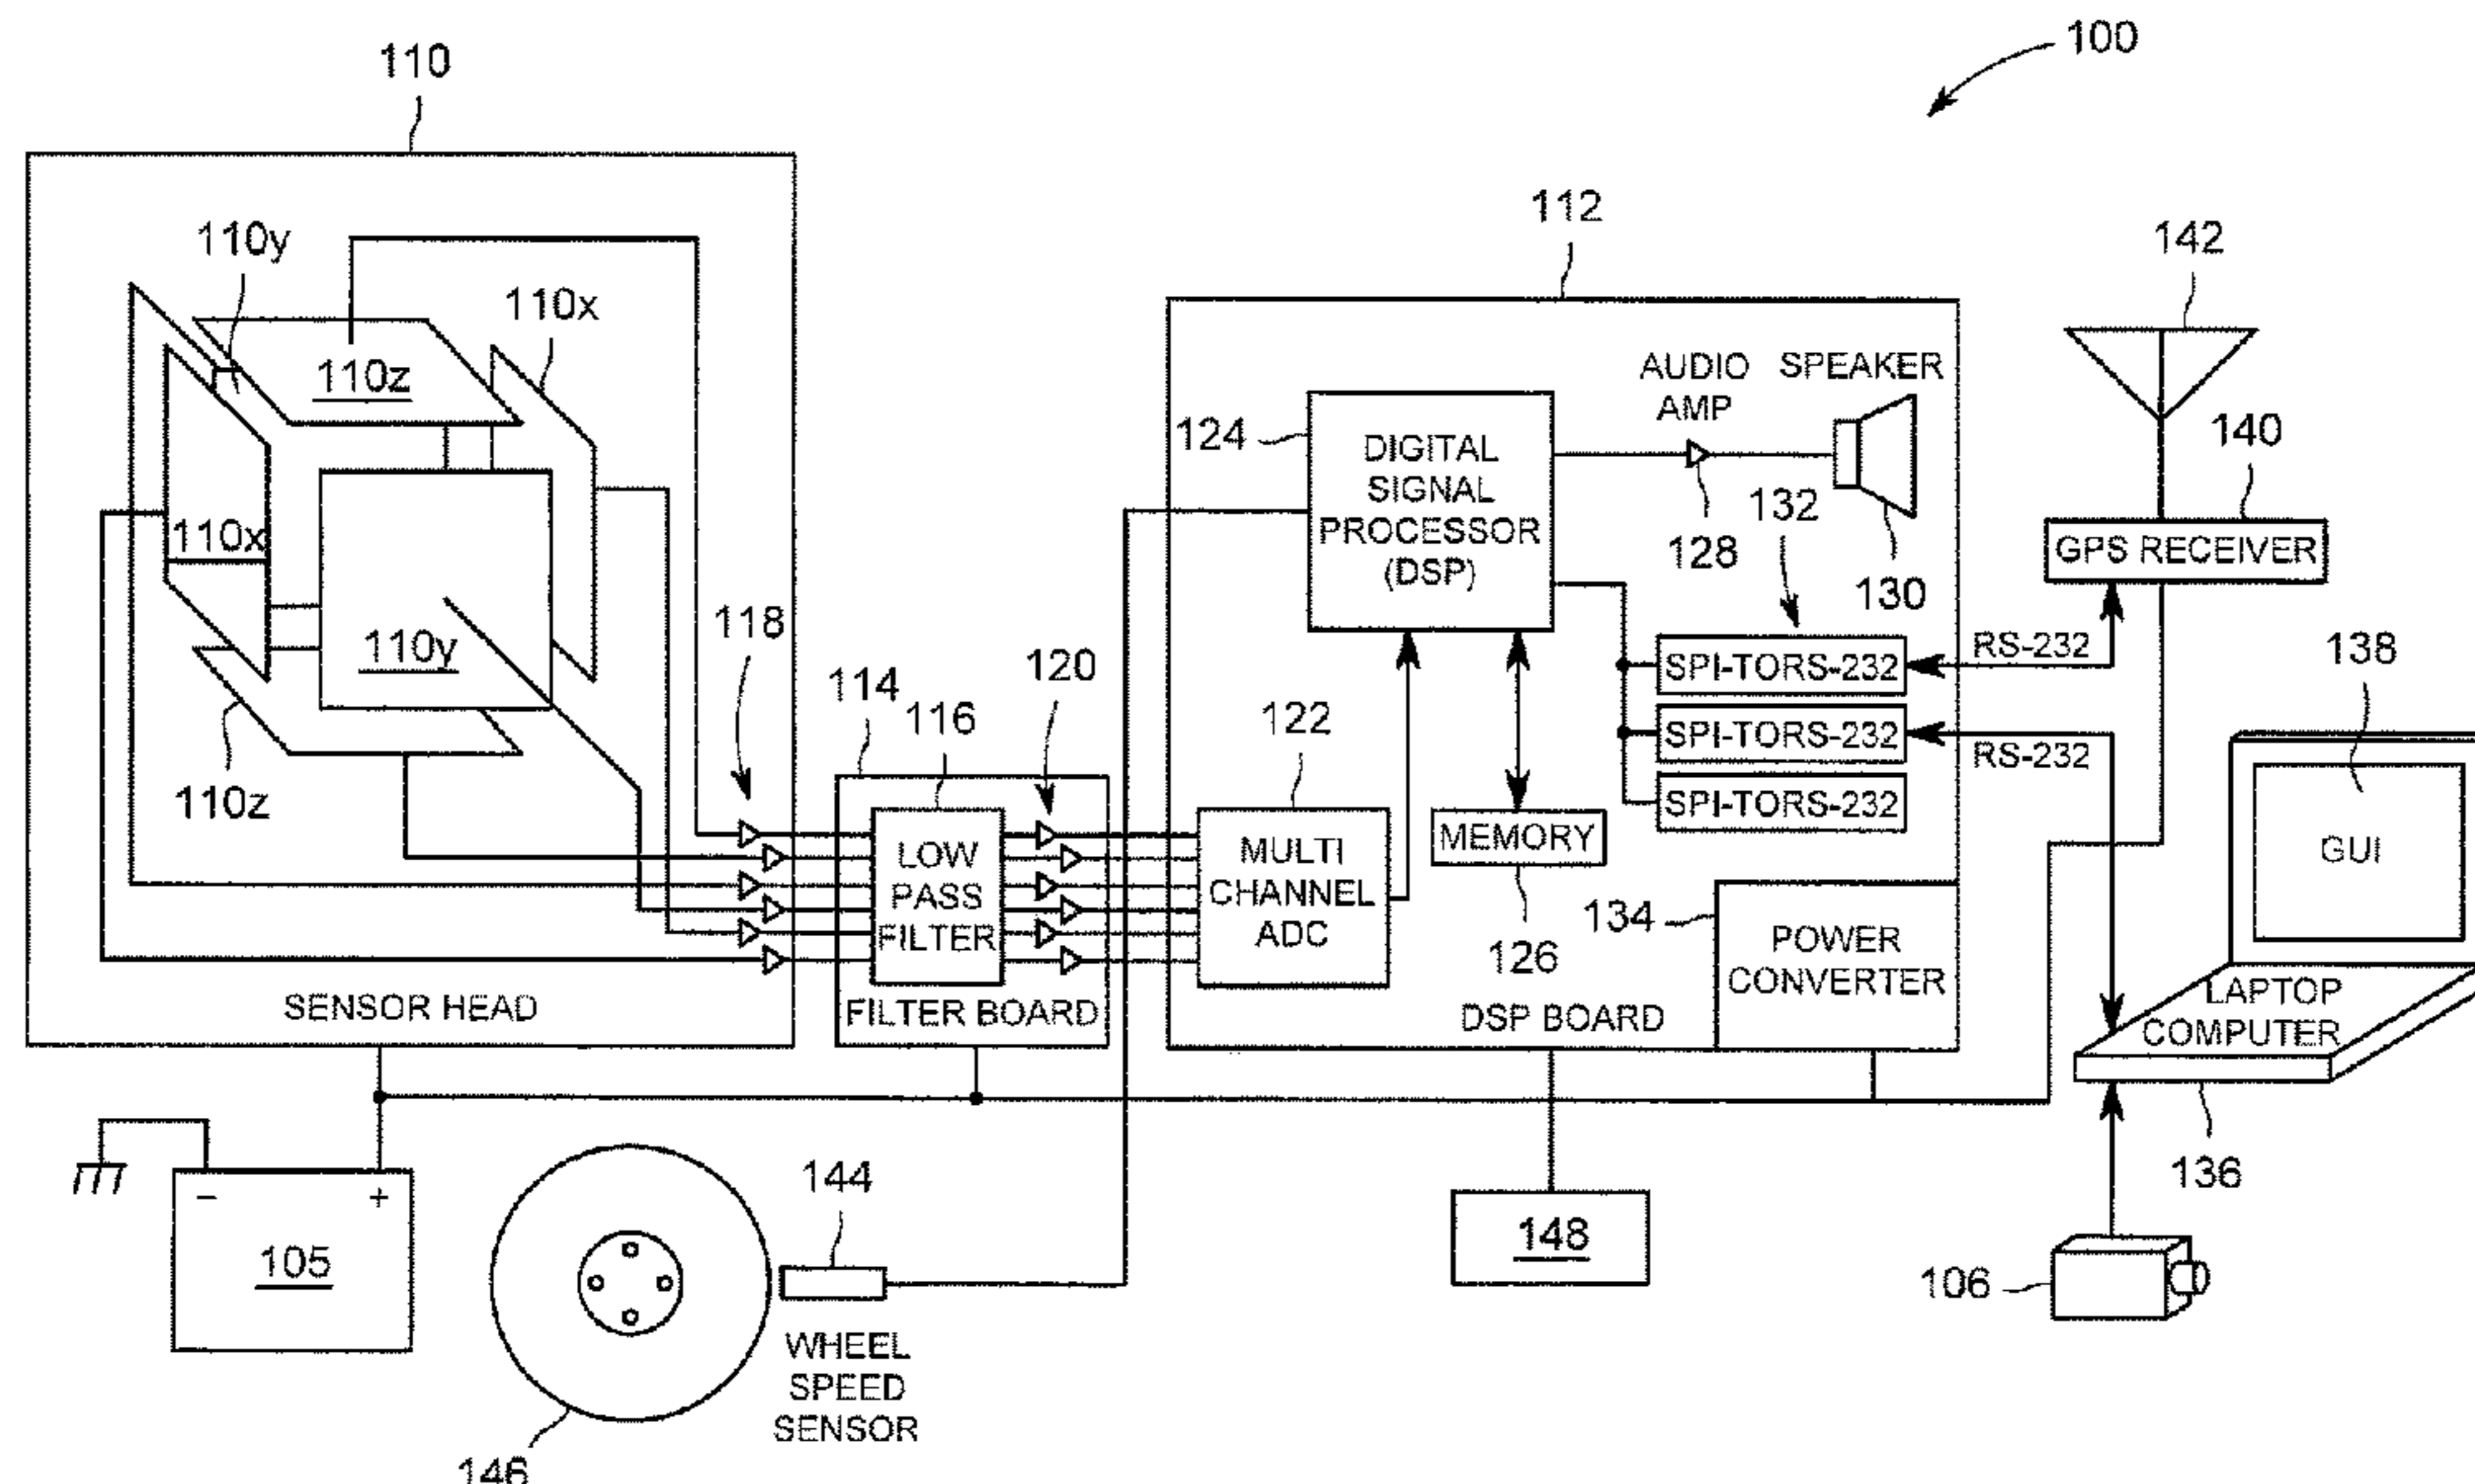 100
110
110y
110x
110z
110x
110y
110z
118
SENSOR HEAD
114
116
120
LOW
PASS
FILTER
FILTER BOARD
112
124
DIGITAL
SIGNAL
PROCESSOR
(DSP)
AUDIO
AMP
SPEAKER
128
132
130
SPI-TORS-232
SPI-TORS-232
SPI-TORS-232
RS-232
RS-232
122
MULTI
CHANNEL
ADC
MEMORY
126
134
POWER
CONVERTER
DSP BOARD
142
140
GPS RECEIVER
138
GUI
LAPTOP
COMPUTER
136
106
148
- +
105
144
WHEEL
SPEED
SENSOR
146